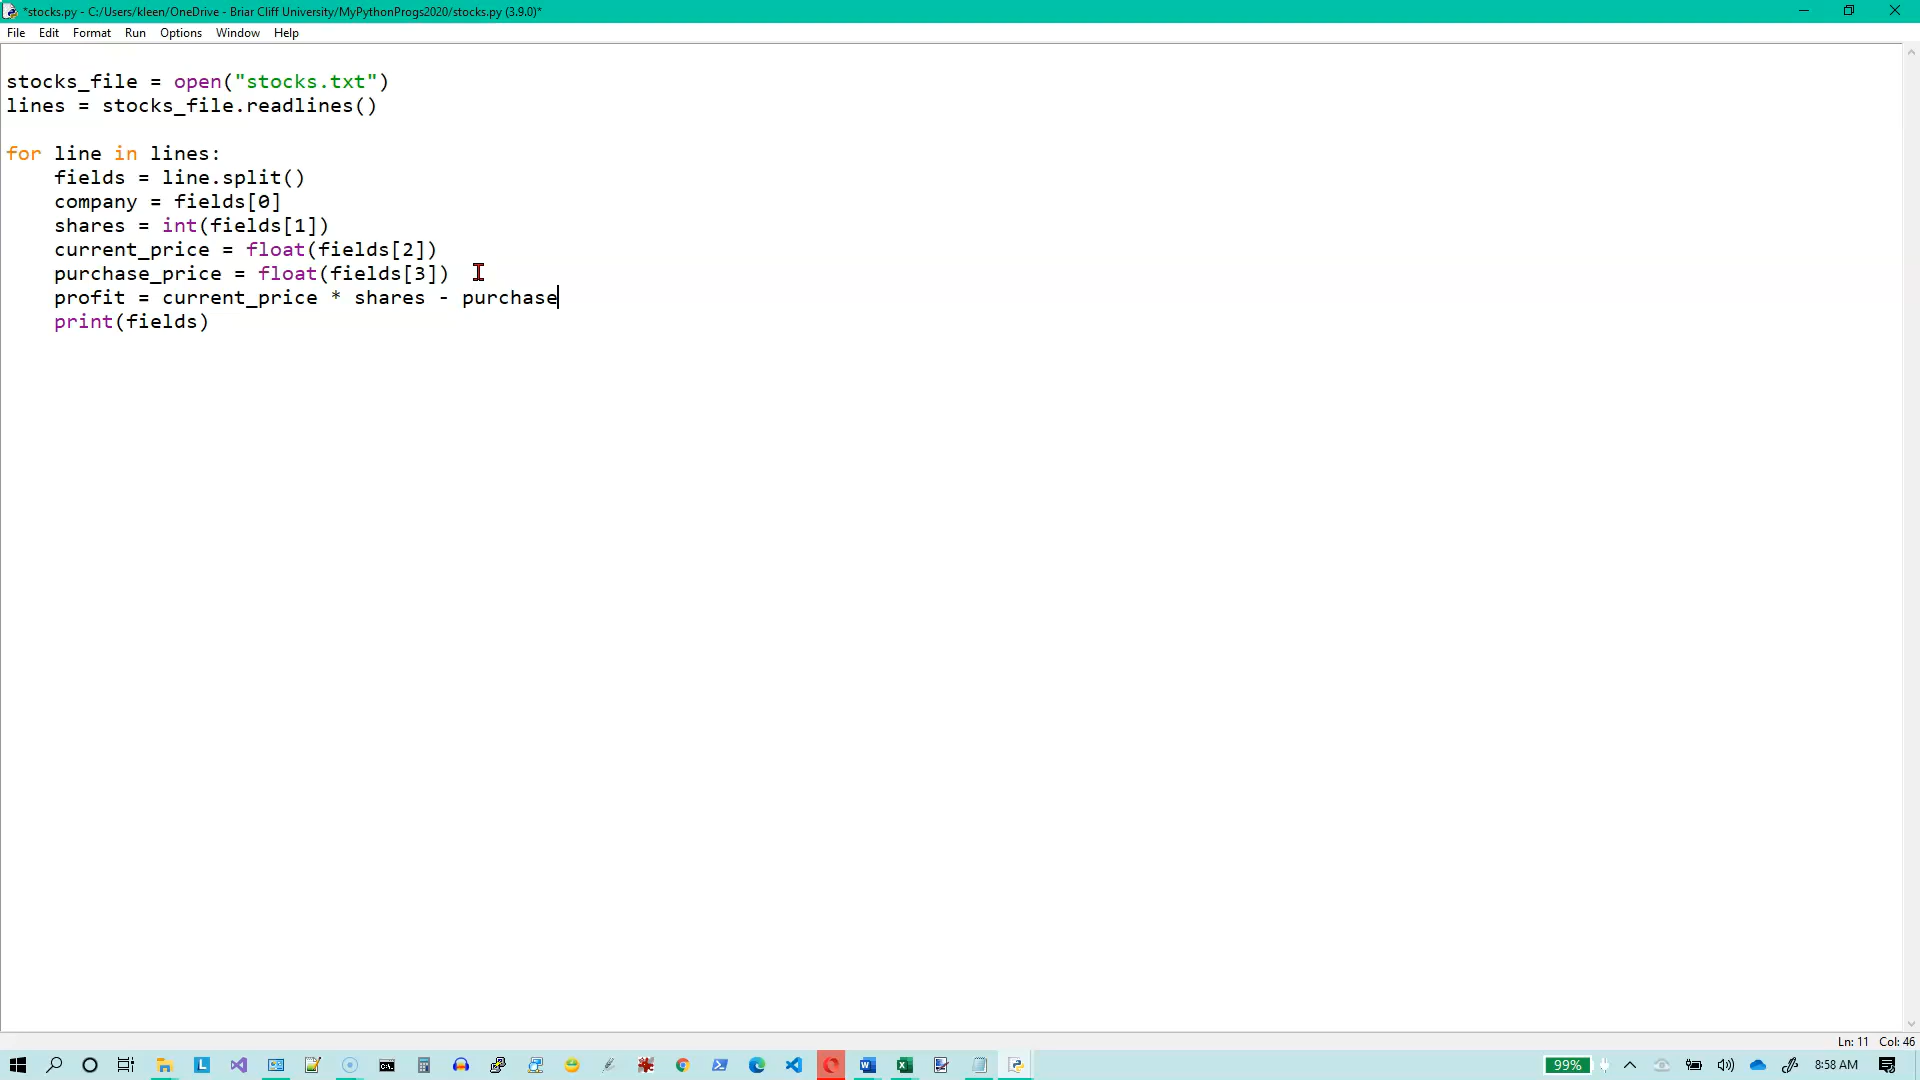 *stocks.py - C:/Users/kleen/OneDrive - Briar Cliff University/MyPythonProgs2020/stocks.py (3.9.0)*
File Edit Format Run Options Window Help
stocks_file = open("stocks.txt")
lines = stocks_file.readlines()
for line in lines:
    fields = line.split()
    company = fields[0]
    shares = int(fields[1])
    current_price = float(fields[2])
    purchase_price = float(fields[3])
    profit = current_price * shares - purchase
    print(fields)
Ln: 11 Col: 46
99% 8:58 AM